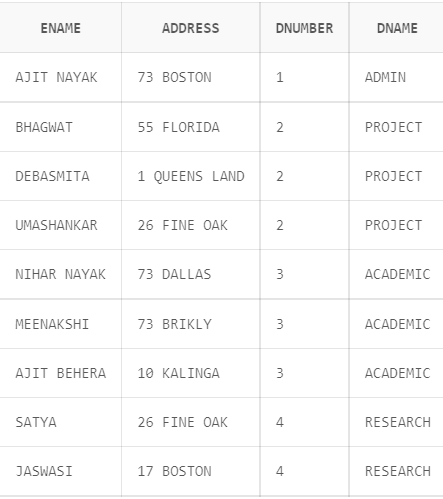 ENAME ADDRESS DNUMBER DNAME
AJIT NAYAK 73 BOSTON 1 ADMIN
BHAGWAT 55 FLORIDA 2 PROJECT
DEBASMITA 1 QUEENS LAND 2 PROJECT
UMASHANKAR 26 FINE OAK 2 PROJECT
NIHAR NAYAK 73 DALLAS 3 ACADEMIC
MEENAKSHI 73 BRIKLY 3 ACADEMIC
AJIT BEHERA 10 KALINGA 3 ACADEMIC
SATYA 26 FINE OAK 4 RESEARCH
JASWASI 17 BOSTON 4 RESEARCH